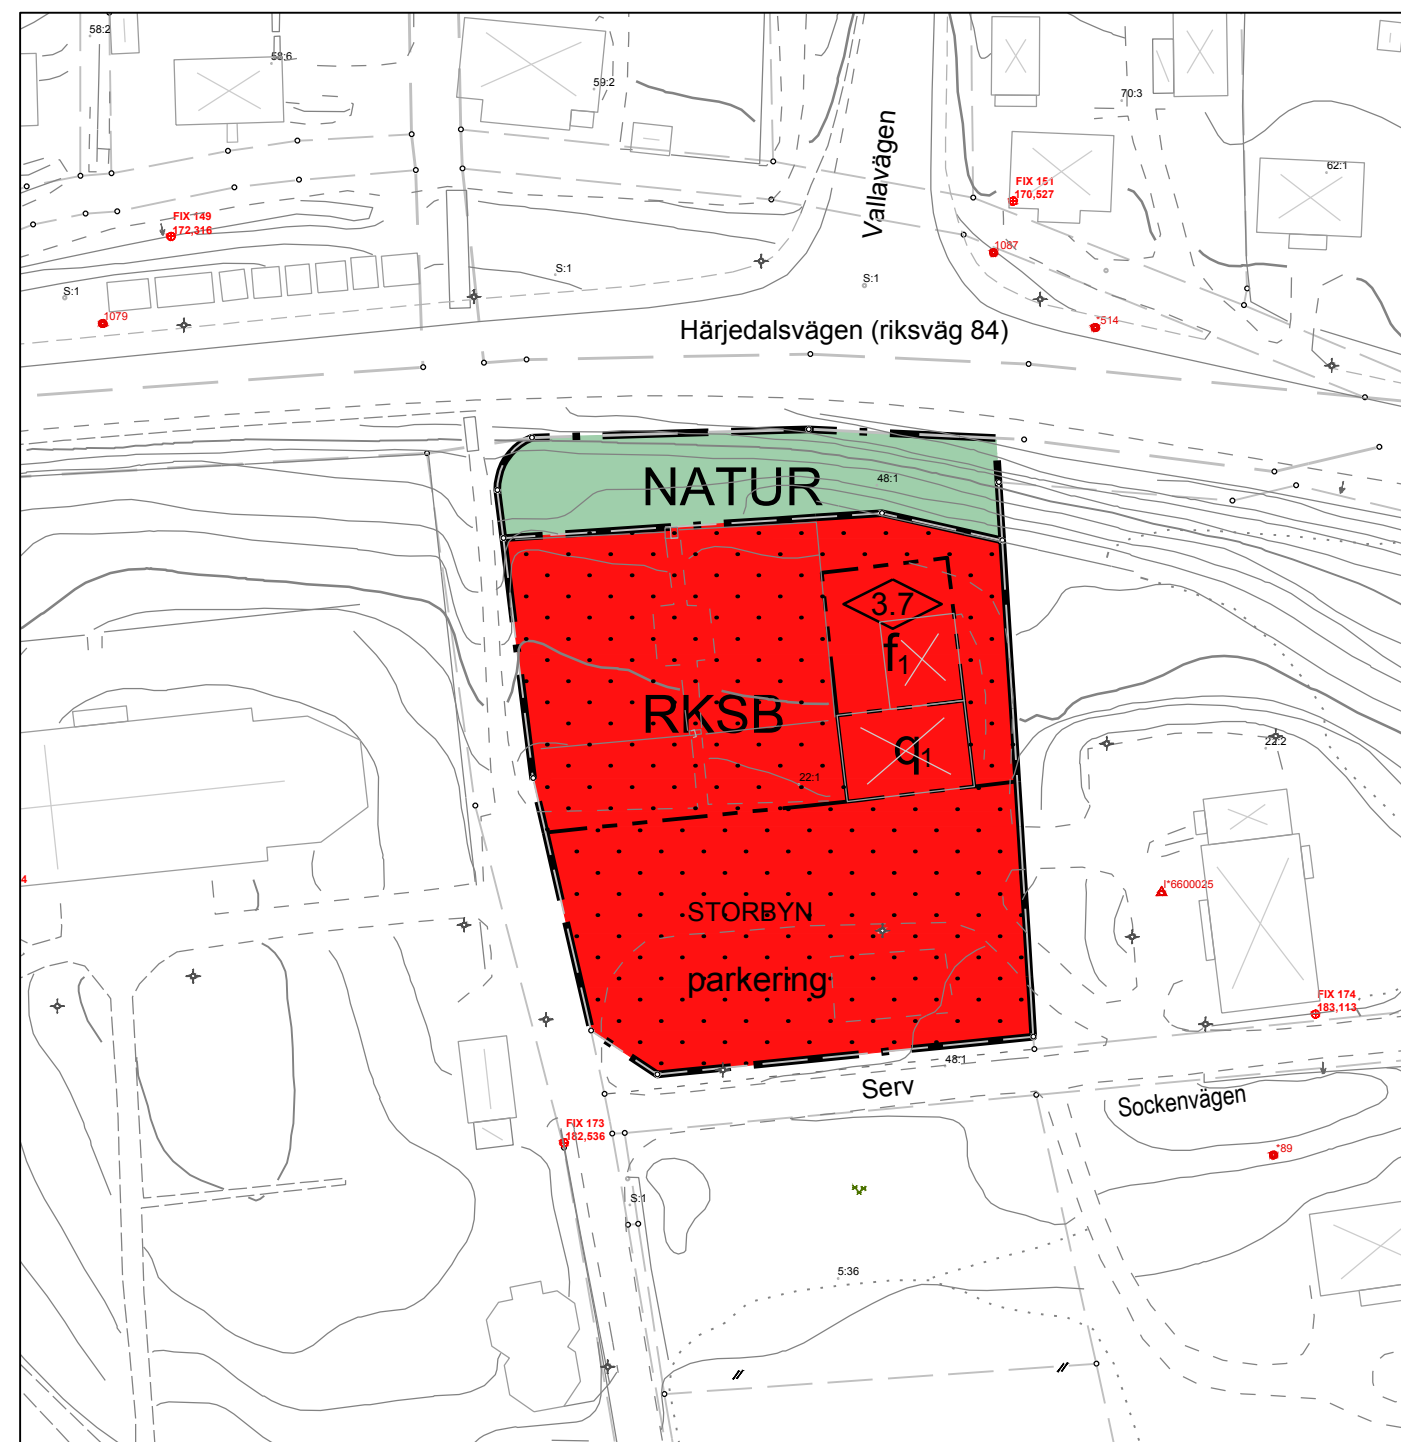 58:2
58:6
59:2
70:3
62:1
Vallavägen
FIX 151
170,527
FIX 149
172,316
1087
S:1
S:1
S:1
1079
*514
Härjedalsvägen (riksväg 84)
NATUR
48:1
3.7
f1
RKSB
q1
22:1
22:2
4
I*6600025
STORBYN
parkering
FIX 174
183,113
48:1
Serv
Sockenvägen
FIX 173
182,536
*89
S:1
5:36